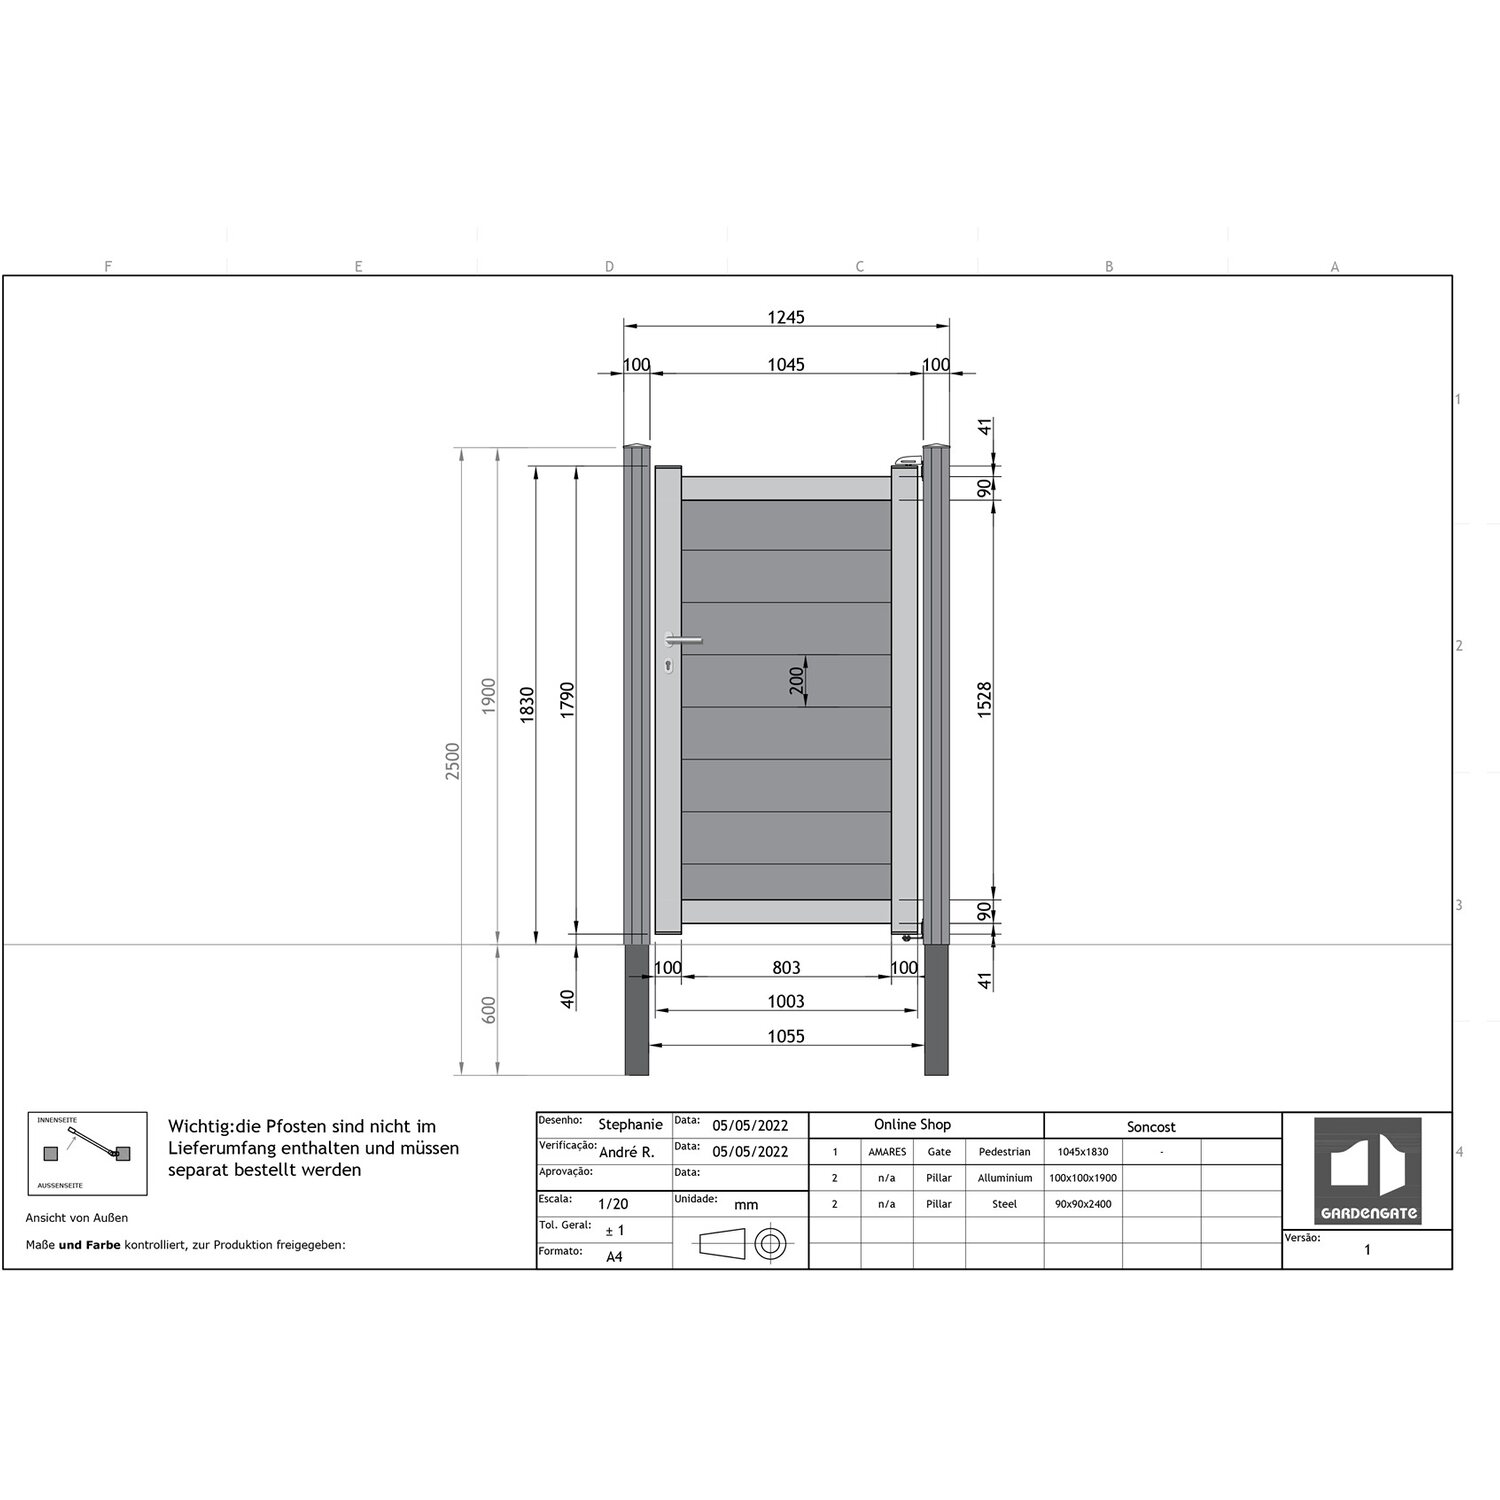 F E D C B A
1245
100 1045 100
41
90
1
2
3
4
1900
2500
1830
1790
200
1528
90
41
600
40
100 803 100
1003
1055
INNENSEITE
AUSSENSEITE
Ansicht von Außen
Maße und Farbe kontrolliert, zur Produktion freigegeben:
Wichtig:die Pfosten sind nicht im
Lieferumfang enthalten und müssen
separat bestellt werden
Desenho: Stephanie Data: 05/05/2022
Verificação: André R. Data: 05/05/2022
Aprovação: Data:
Escala: 1/20 Unidade: mm
Tol. Geral: ± 1
Formato: A4
Online Shop Soncost
1 AMARES Gate Pedestrian 1045x1830 -
2 n/a Pillar Alluminium 100x100x1900
2 n/a Pillar Steel 90x90x2400
GARDENGATE
Versão: 1